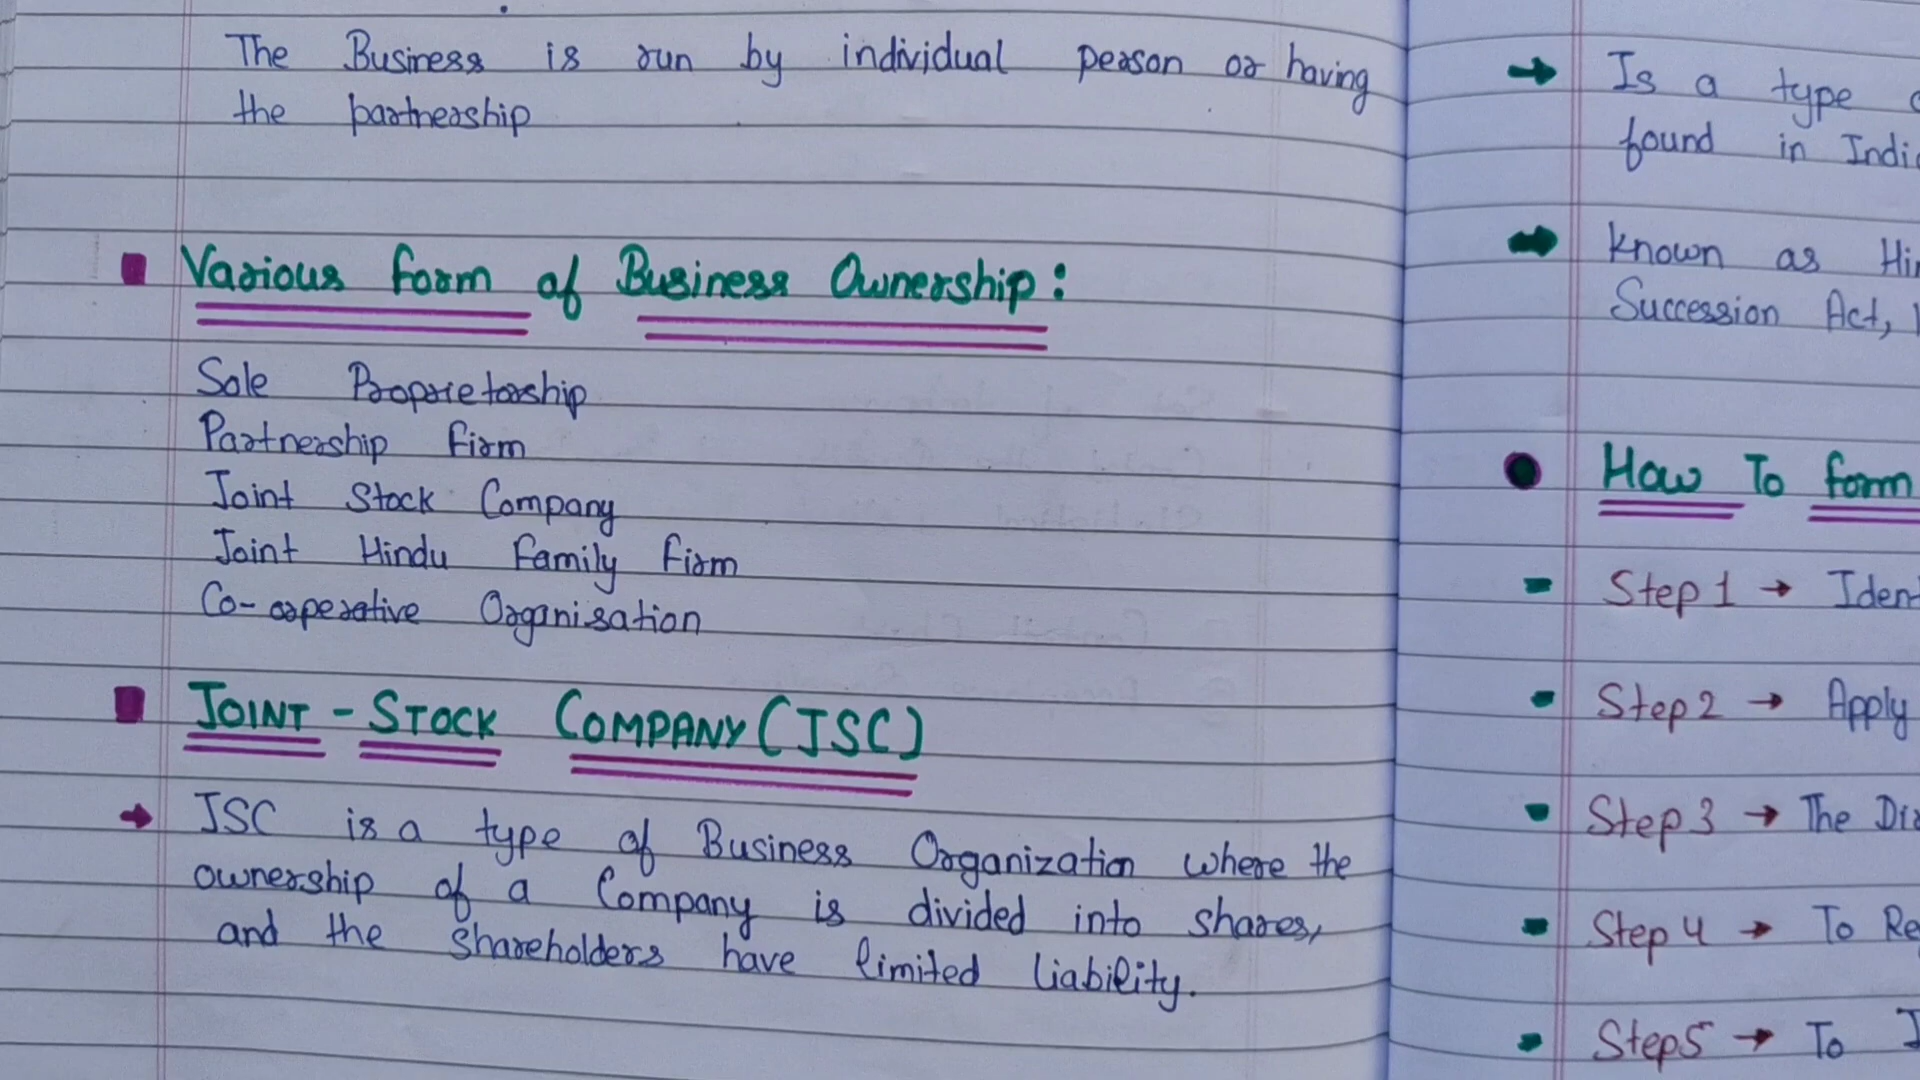 The Business is run by individual person or having
the partnership
Various Form of Business Ownership:
Sole Proprietorship
Partnership Firm
Joint Stock Company
Joint Hindu Family Firm
Co-operative Organisation
JOINT-STOCK COMPANY (JSC)
→ JSC is a type of Business Organization where the
ownership of a Company is divided into shares,
and the shareholders have limited liability.
→ Is a type
found in
→ Known as
Succession Act,
How To Form
Step 1 →
Step 2 → Apply
Step 3 → The
Step 4 → To
Step 5 → To